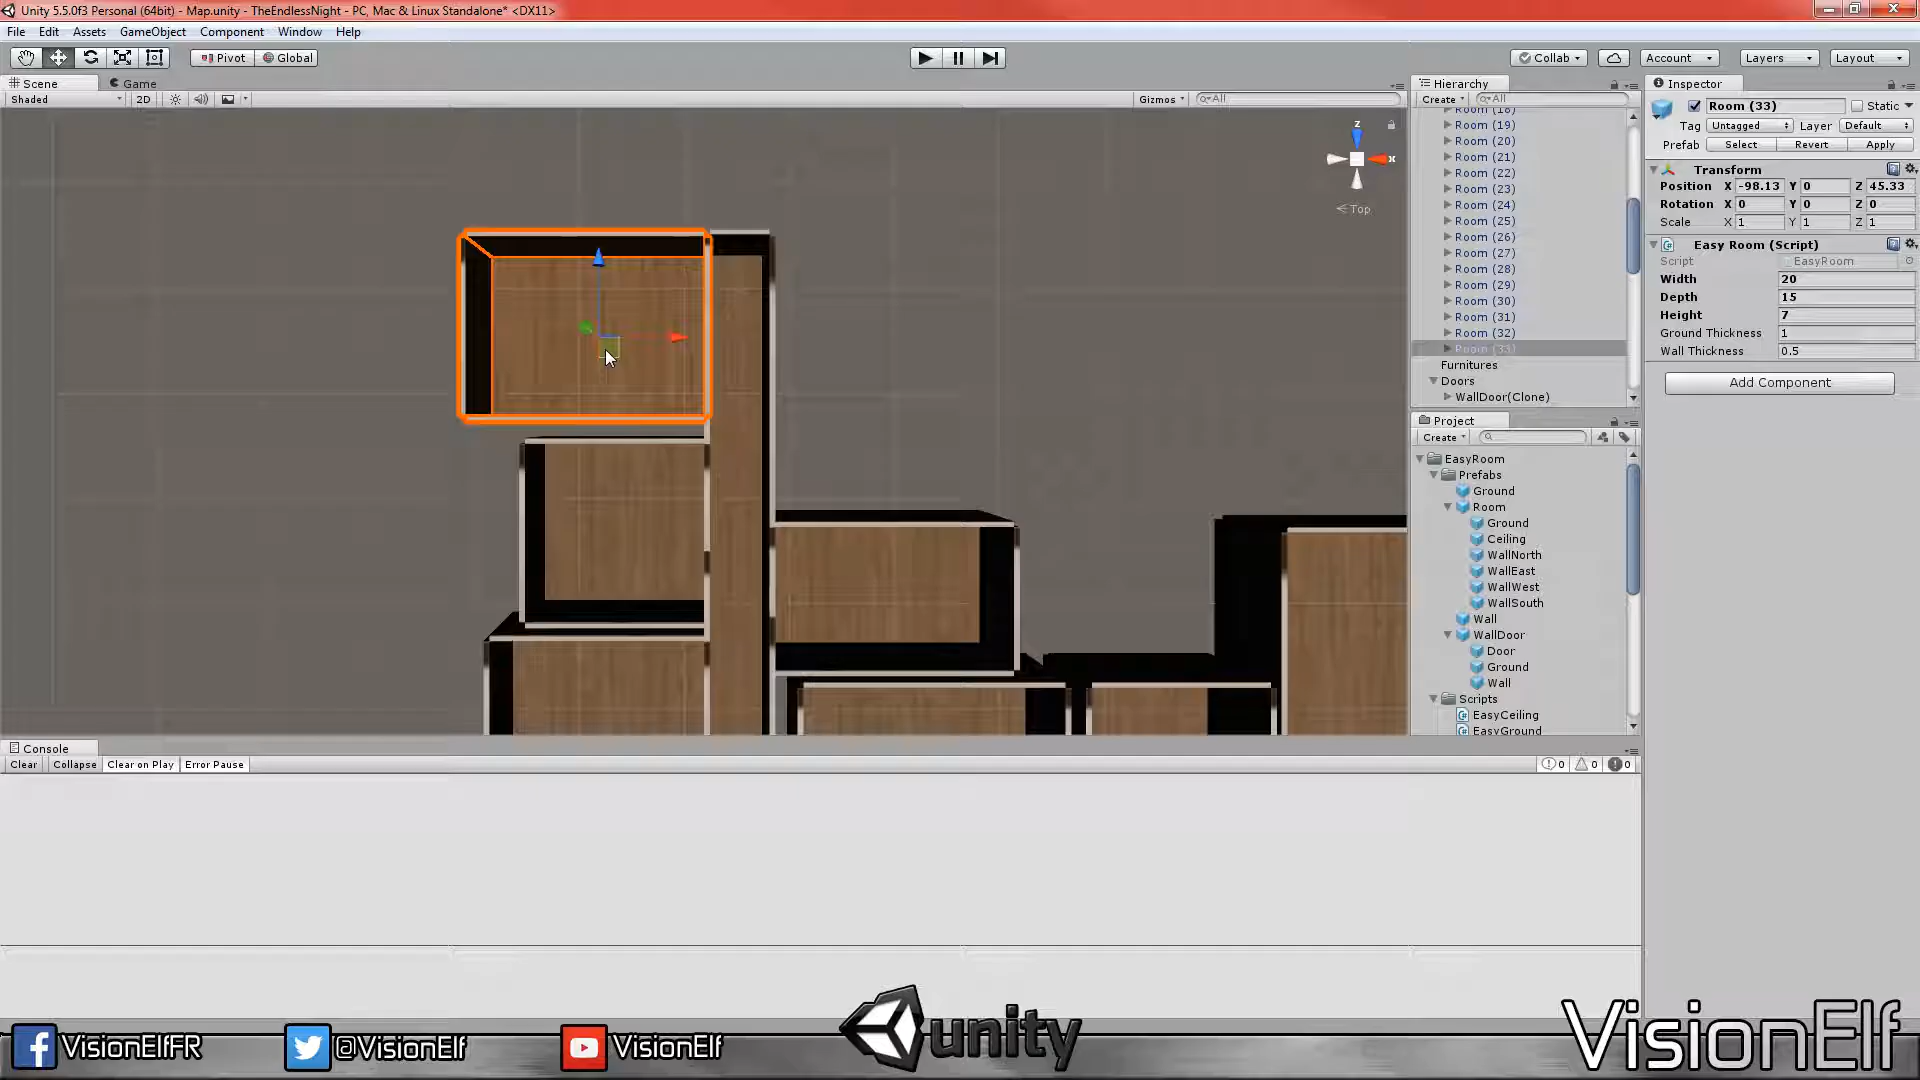 Unity 5.5.0f3 Personal (64bit) - Map.unity - TheEndlessNight - PC, Mac & Linux Standalone* <DX11>
File Edit Assets GameObject Component Window Help
Pivot Global Collab Account Layers Layout
Scene Game
Shaded 2D Gizmos All
z
x
Top
Hierarchy
Create All
Room (18)
Room (19)
Room (20)
Room (21)
Room (22)
Room (23)
Room (24)
Room (25)
Room (26)
Room (27)
Room (28)
Room (29)
Room (30)
Room (31)
Room (32)
Room (33)
Furnitures
Doors
WallDoor(Clone)
Project
Create
EasyRoom
Prefabs
Ground
Room
Ground
Ceiling
WallNorth
WallEast
WallWest
WallSouth
Wall
WallDoor
Door
Ground
Wall
Scripts
EasyCeiling
EasyGround
Inspector
Room (33) Static
Tag Untagged Layer Default
Prefab Select Revert Apply
Transform
Position X -98.13 Y 0 Z 45.33
Rotation X 0 Y 0 Z 0
Scale X 1 Y 1 Z 1
Easy Room (Script)
Script EasyRoom
Width 20
Depth 15
Height 7
Ground Thickness 1
Wall Thickness 0.5
Add Component
Console
Clear Collapse Clear on Play Error Pause 0 0 0
VisionElfFR @VisionElf VisionElf unity VisionElf